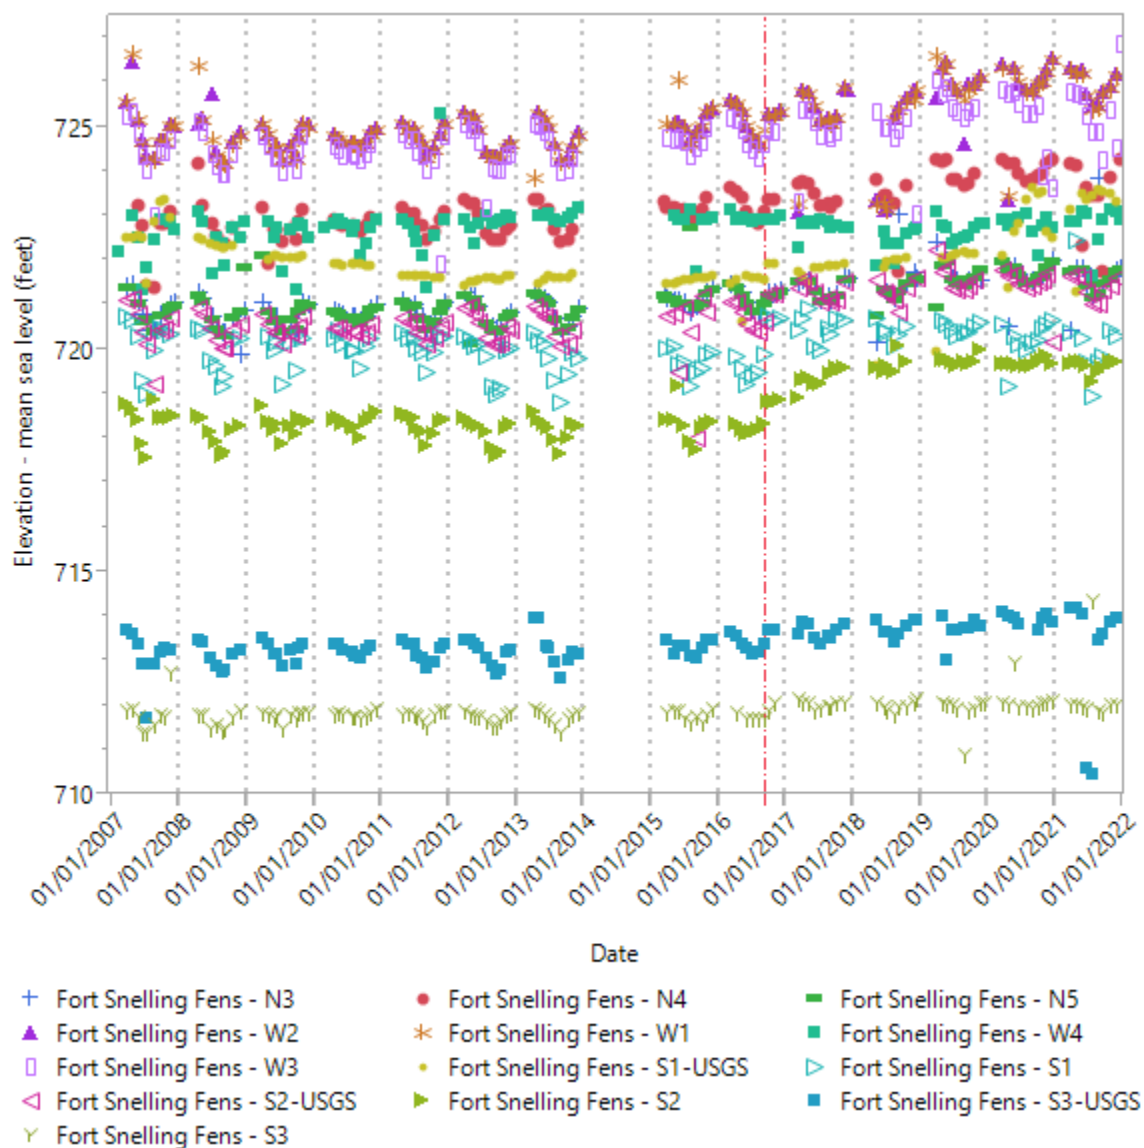 Elevation - mean sea level (feet)
725
720
715
710
01/01/2007
01/01/2008
01/01/2009
01/01/2010
01/01/2011
01/01/2012
01/01/2013
01/01/2014
01/01/2015
01/01/2016
01/01/2017
01/01/2018
01/01/2019
01/01/2020
01/01/2021
01/01/2022
Date
Fort Snelling Fens - N3
Fort Snelling Fens - N4
Fort Snelling Fens - N5
Fort Snelling Fens - W2
Fort Snelling Fens - W1
Fort Snelling Fens - W4
Fort Snelling Fens - W3
Fort Snelling Fens - S1-USGS
Fort Snelling Fens - S1
Fort Snelling Fens - S2-USGS
Fort Snelling Fens - S2
Fort Snelling Fens - S3-USGS
Fort Snelling Fens - S3